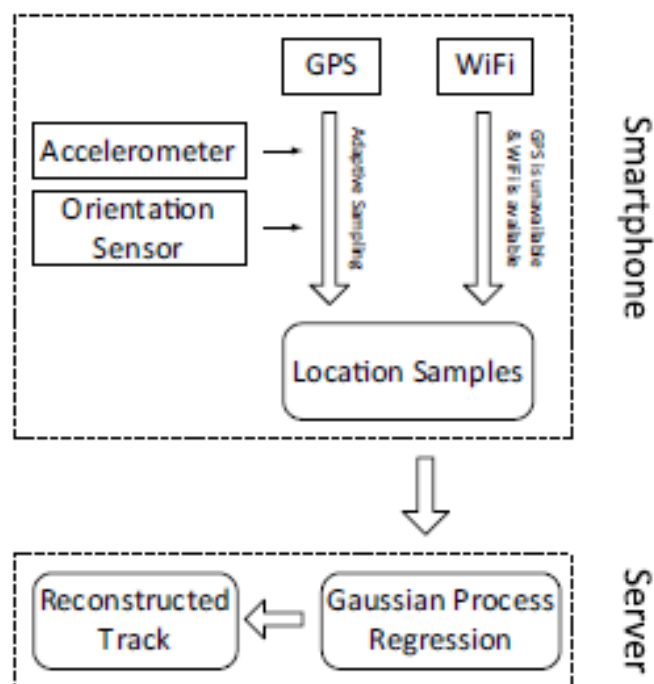 GPS
WiFi
Accelerometer
Orientation
Sensor
Adaptive Sampling
GPS is unavailable
& WiFi is available
Location Samples
Smartphone
Reconstructed
Track
Gaussian Process
Regression
Server